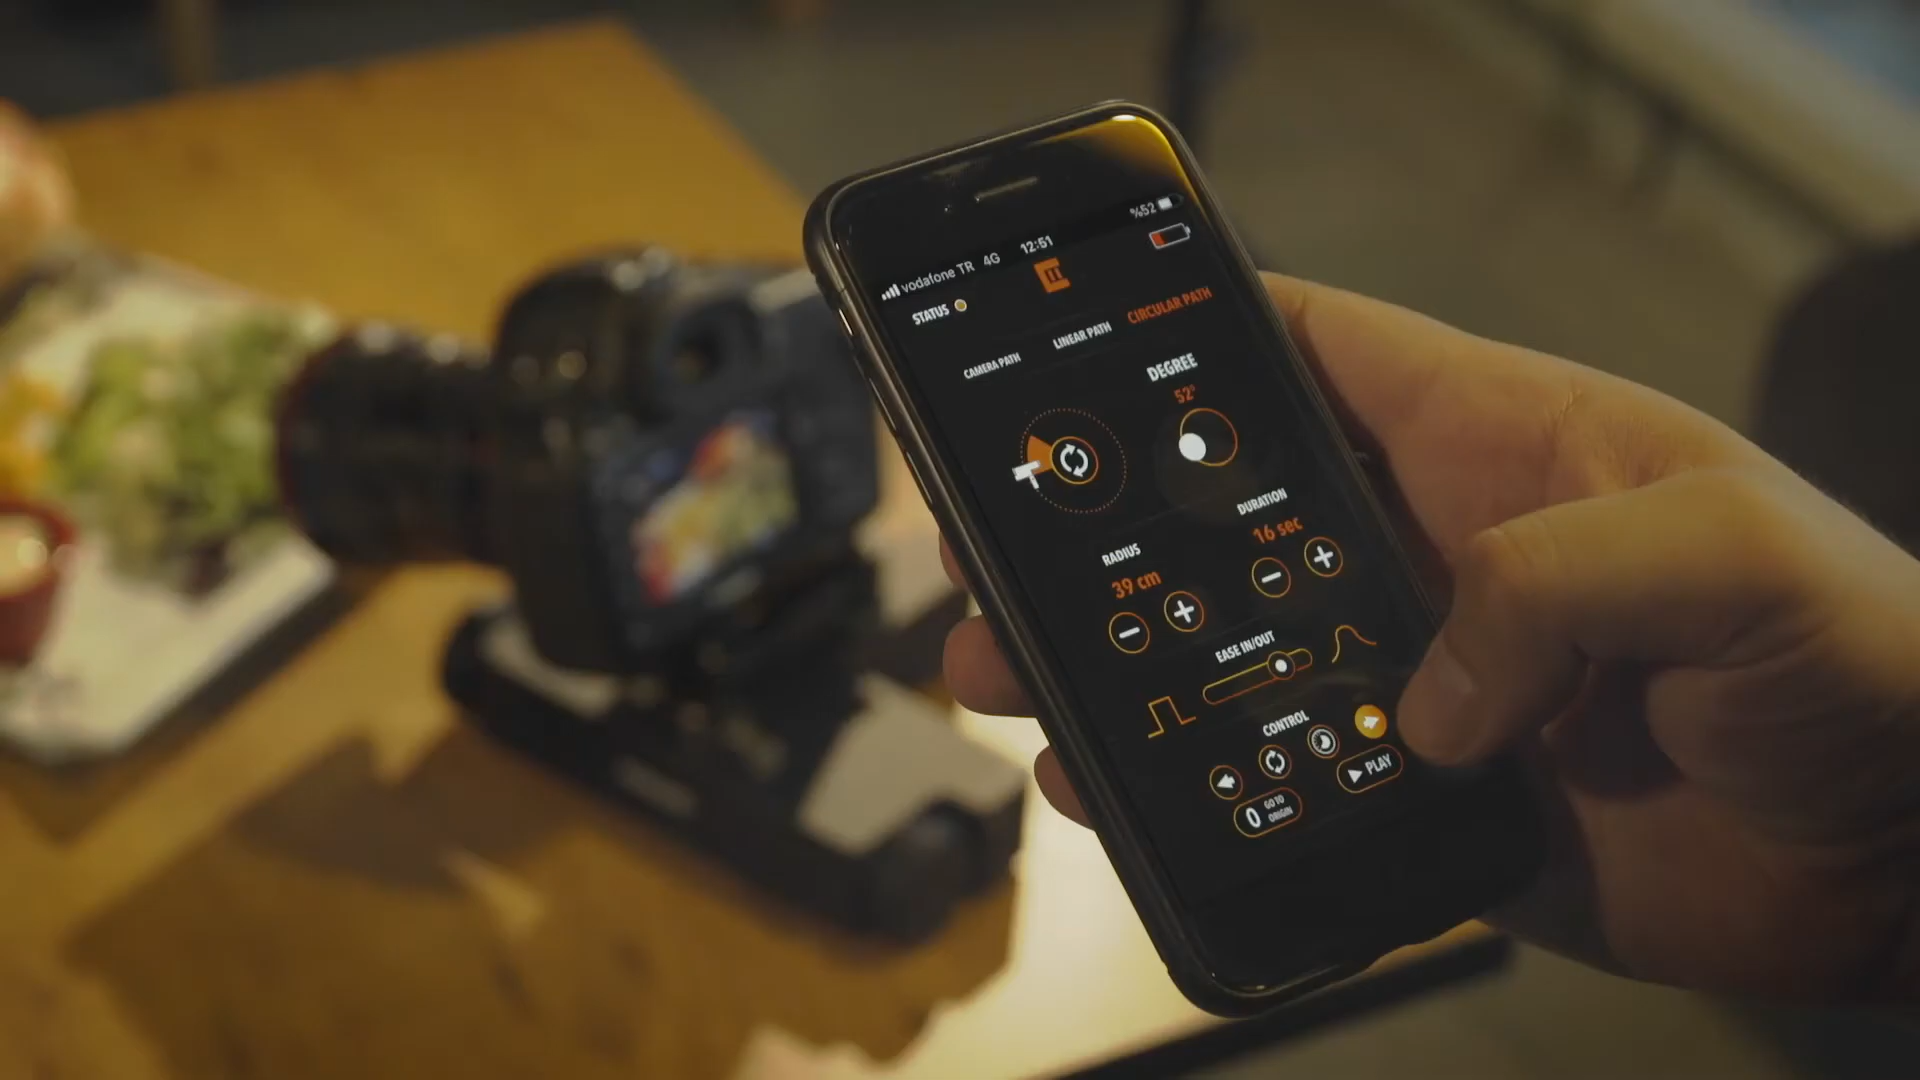 vodafone TR 4G 12:51 %52
STATUS
CAMERA PATH LINEAR PATH CIRCULAR PATH
DEGREE
52°
RADIUS
39 cm
DURATION
16 sec
EASE IN/OUT
CONTROL
0 GO TO
ORIGIN
PLAY